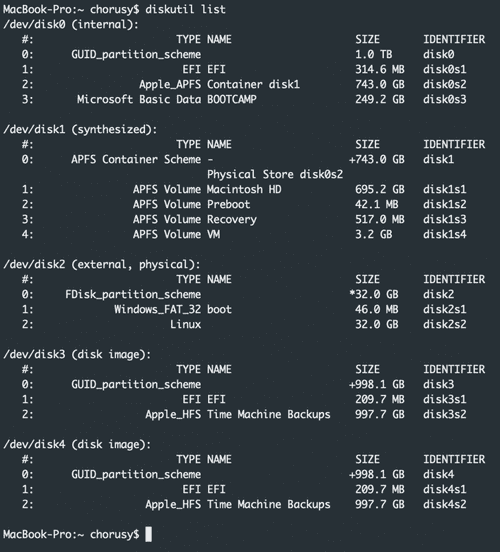 MacBook-Pro:~ chorusy$ diskutil list
/dev/disk0 (internal):
   #:                       TYPE NAME                    SIZE       IDENTIFIER
   0:      GUID_partition_scheme                         1.0 TB     disk0
   1:                        EFI EFI                     314.6 MB   disk0s1
   2:                 Apple_APFS Container disk1         743.0 GB   disk0s2
   3:       Microsoft Basic Data BOOTCAMP                249.2 GB   disk0s3

/dev/disk1 (synthesized):
   #:                       TYPE NAME                    SIZE       IDENTIFIER
   0:      APFS Container Scheme -                      +743.0 GB   disk1
                                 Physical Store disk0s2
   1:                APFS Volume Macintosh HD            695.2 GB   disk1s1
   2:                APFS Volume Preboot                 42.1 MB    disk1s2
   3:                APFS Volume Recovery                517.0 MB   disk1s3
   4:                APFS Volume VM                      3.2 GB     disk1s4

/dev/disk2 (external, physical):
   #:                       TYPE NAME                    SIZE       IDENTIFIER
   0:     FDisk_partition_scheme                        *32.0 GB    disk2
   1:             Windows_FAT_32 boot                    46.0 MB    disk2s1
   2:                      Linux                         32.0 GB    disk2s2

/dev/disk3 (disk image):
   #:                       TYPE NAME                    SIZE       IDENTIFIER
   0:      GUID_partition_scheme                        +998.1 GB   disk3
   1:                        EFI EFI                     209.7 MB   disk3s1
   2:                  Apple_HFS Time Machine Backups    997.7 GB   disk3s2

/dev/disk4 (disk image):
   #:                       TYPE NAME                    SIZE       IDENTIFIER
   0:      GUID_partition_scheme                        +998.1 GB   disk4
   1:                        EFI EFI                     209.7 MB   disk4s1
   2:                  Apple_HFS Time Machine Backups    997.7 GB   disk4s2

MacBook-Pro:~ chorusy$